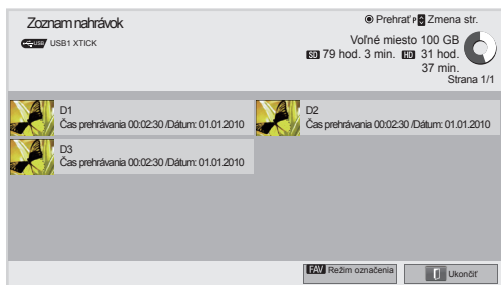 Zoznam nahrávok
Prehrať P Zmena str.
USB USB1 XTICK
Voľné miesto 100 GB
SD 79 hod. 3 min. HD 31 hod.
37 min.
Strana 1/1
D1
Čas prehrávania 00:02:30 /Dátum: 01.01.2010
D2
Čas prehrávania 00:02:30 /Dátum: 01.01.2010
D3
Čas prehrávania 00:02:30 /Dátum: 01.01.2010
FAV Režim označenia
Ukončiť